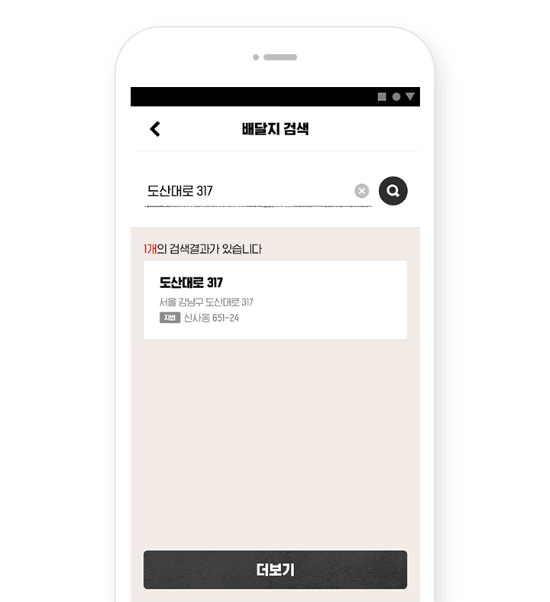 배달지 검색
도산대로 317
1개의 검색결과가 있습니다
도산대로 317
서울 강남구 도산대로 317
지번 신사동 651-24
더보기